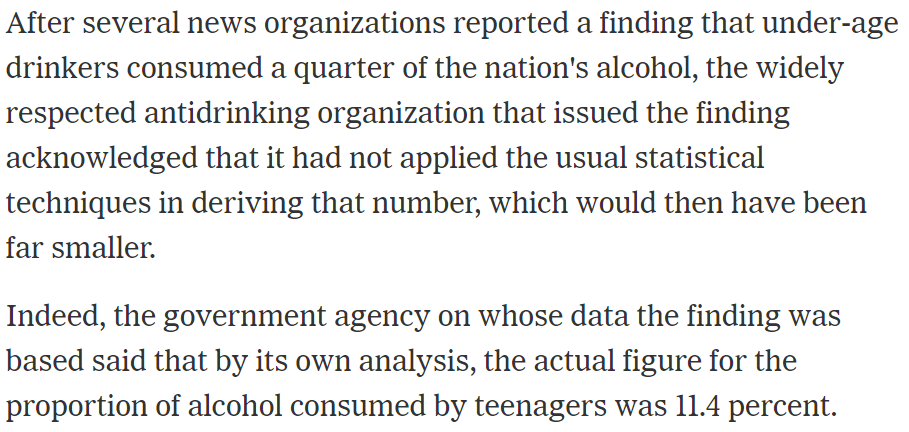 After several news organizations reported a finding that under-age
drinkers consumed a quarter of the nation's alcohol, the widely
respected antidrinking organization that issued the finding
acknowledged that it had not applied the usual statistical
techniques in deriving that number, which would then have been
far smaller.
Indeed, the government agency on whose data the finding was
based said that by its own analysis, the actual figure for the
proportion of alcohol consumed by teenagers was 11.4 percent.